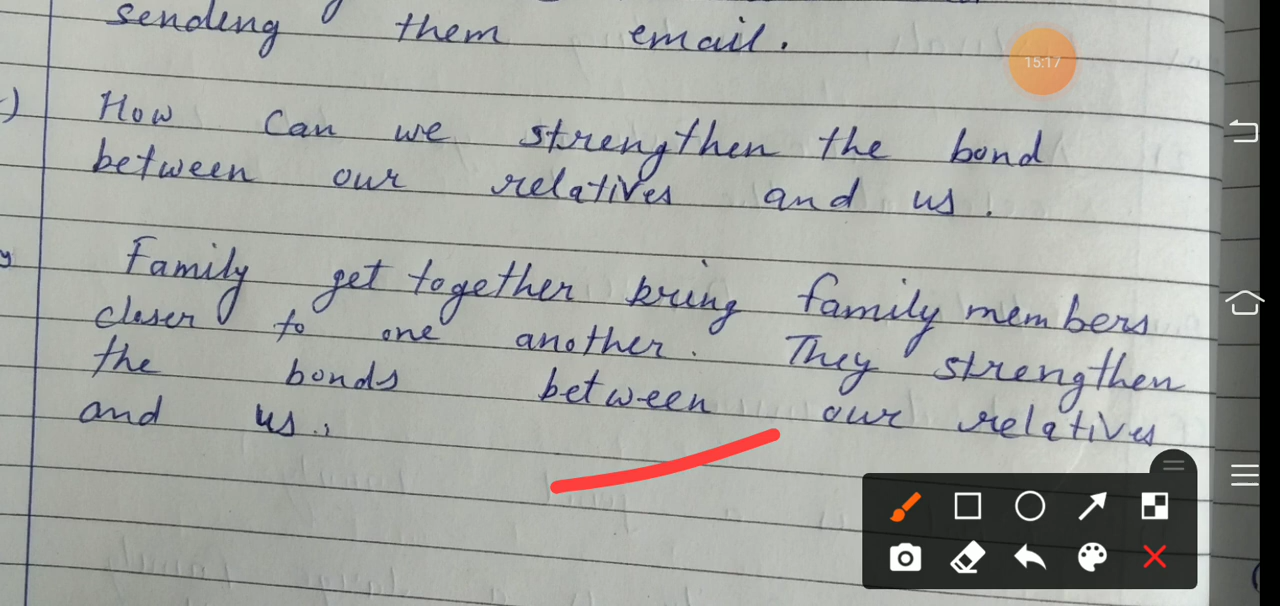 sending them email.
15:17
How can we strengthen the bond
between our relatives and us.
Family get together bring family members
closer to one another. They strengthen
the bonds between our relatives
and us.